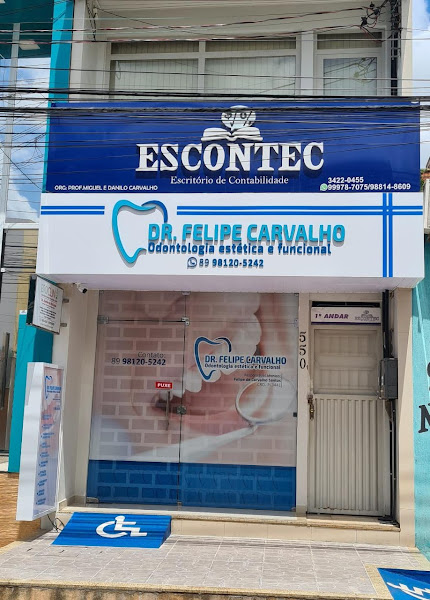 ESCONTEC
Escritório de Contabilidade
ORG: PROF.MIGUEL E DANILO CARVALHO
3422-0455
99978-7075/98814-8609
DR. FELIPE CARVALHO
Odontologia estética e funcional
89 98120-5242
1º ANDAR
Contato:
89 98120-5242
PUXE
DR. FELIPE CARVALHO
Odontologia estética e funcional
550